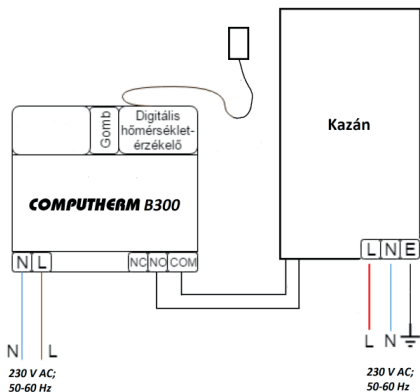 Gomb
Digitális
hőmérséklet-
érzékelő
Kazán
COMPUTHERM B300
N L
NC NO COM
L N E
N L
230 V AC;
50-60 Hz
L N
230 V AC;
50-60 Hz